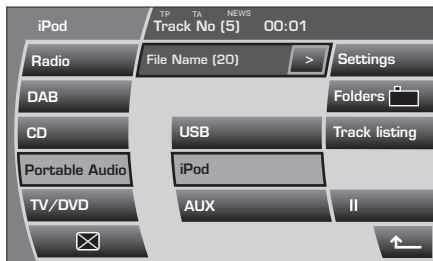 iPod
TP TA NEWS
Track No (5) 00:01
Radio
File Name (20) >
Settings
DAB
Folders
CD
USB
Track listing
Portable Audio
iPod
TV/DVD
AUX
II